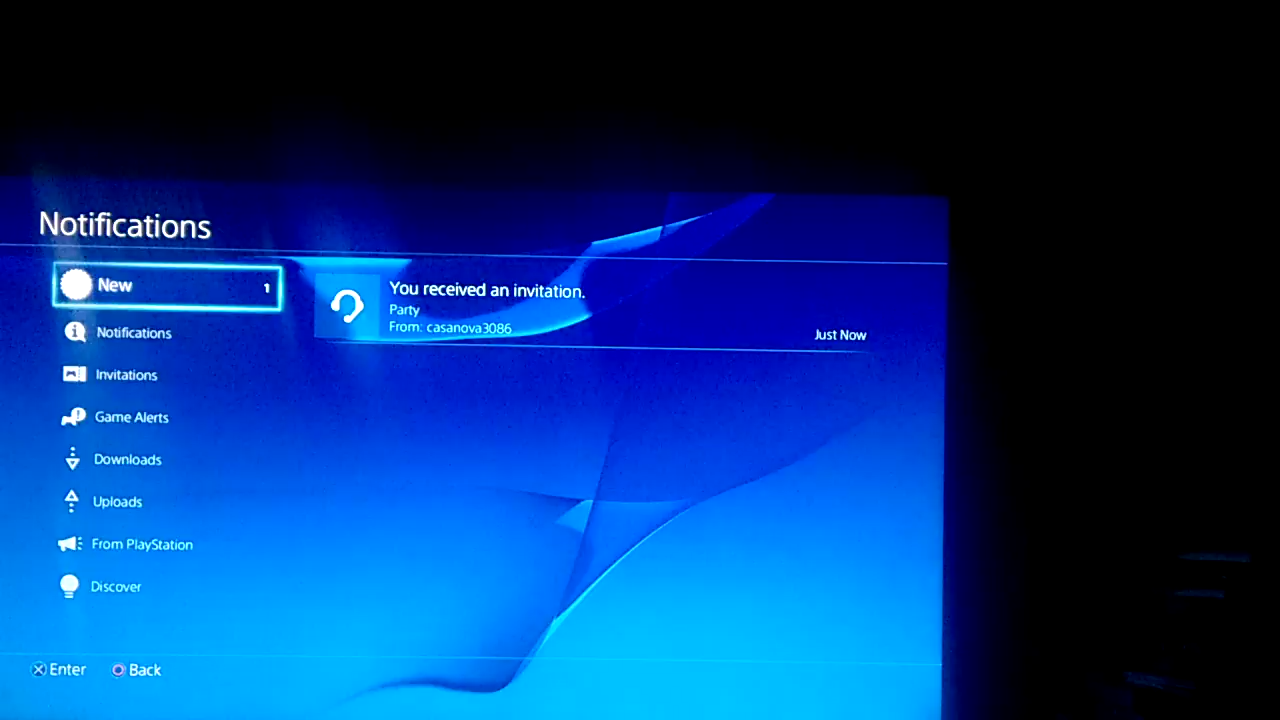 Notifications
New 1
You received an invitation.
Party
From: casanova3086
Just Now
Notifications
Invitations
Game Alerts
Downloads
Uploads
From PlayStation
Discover
Enter Back